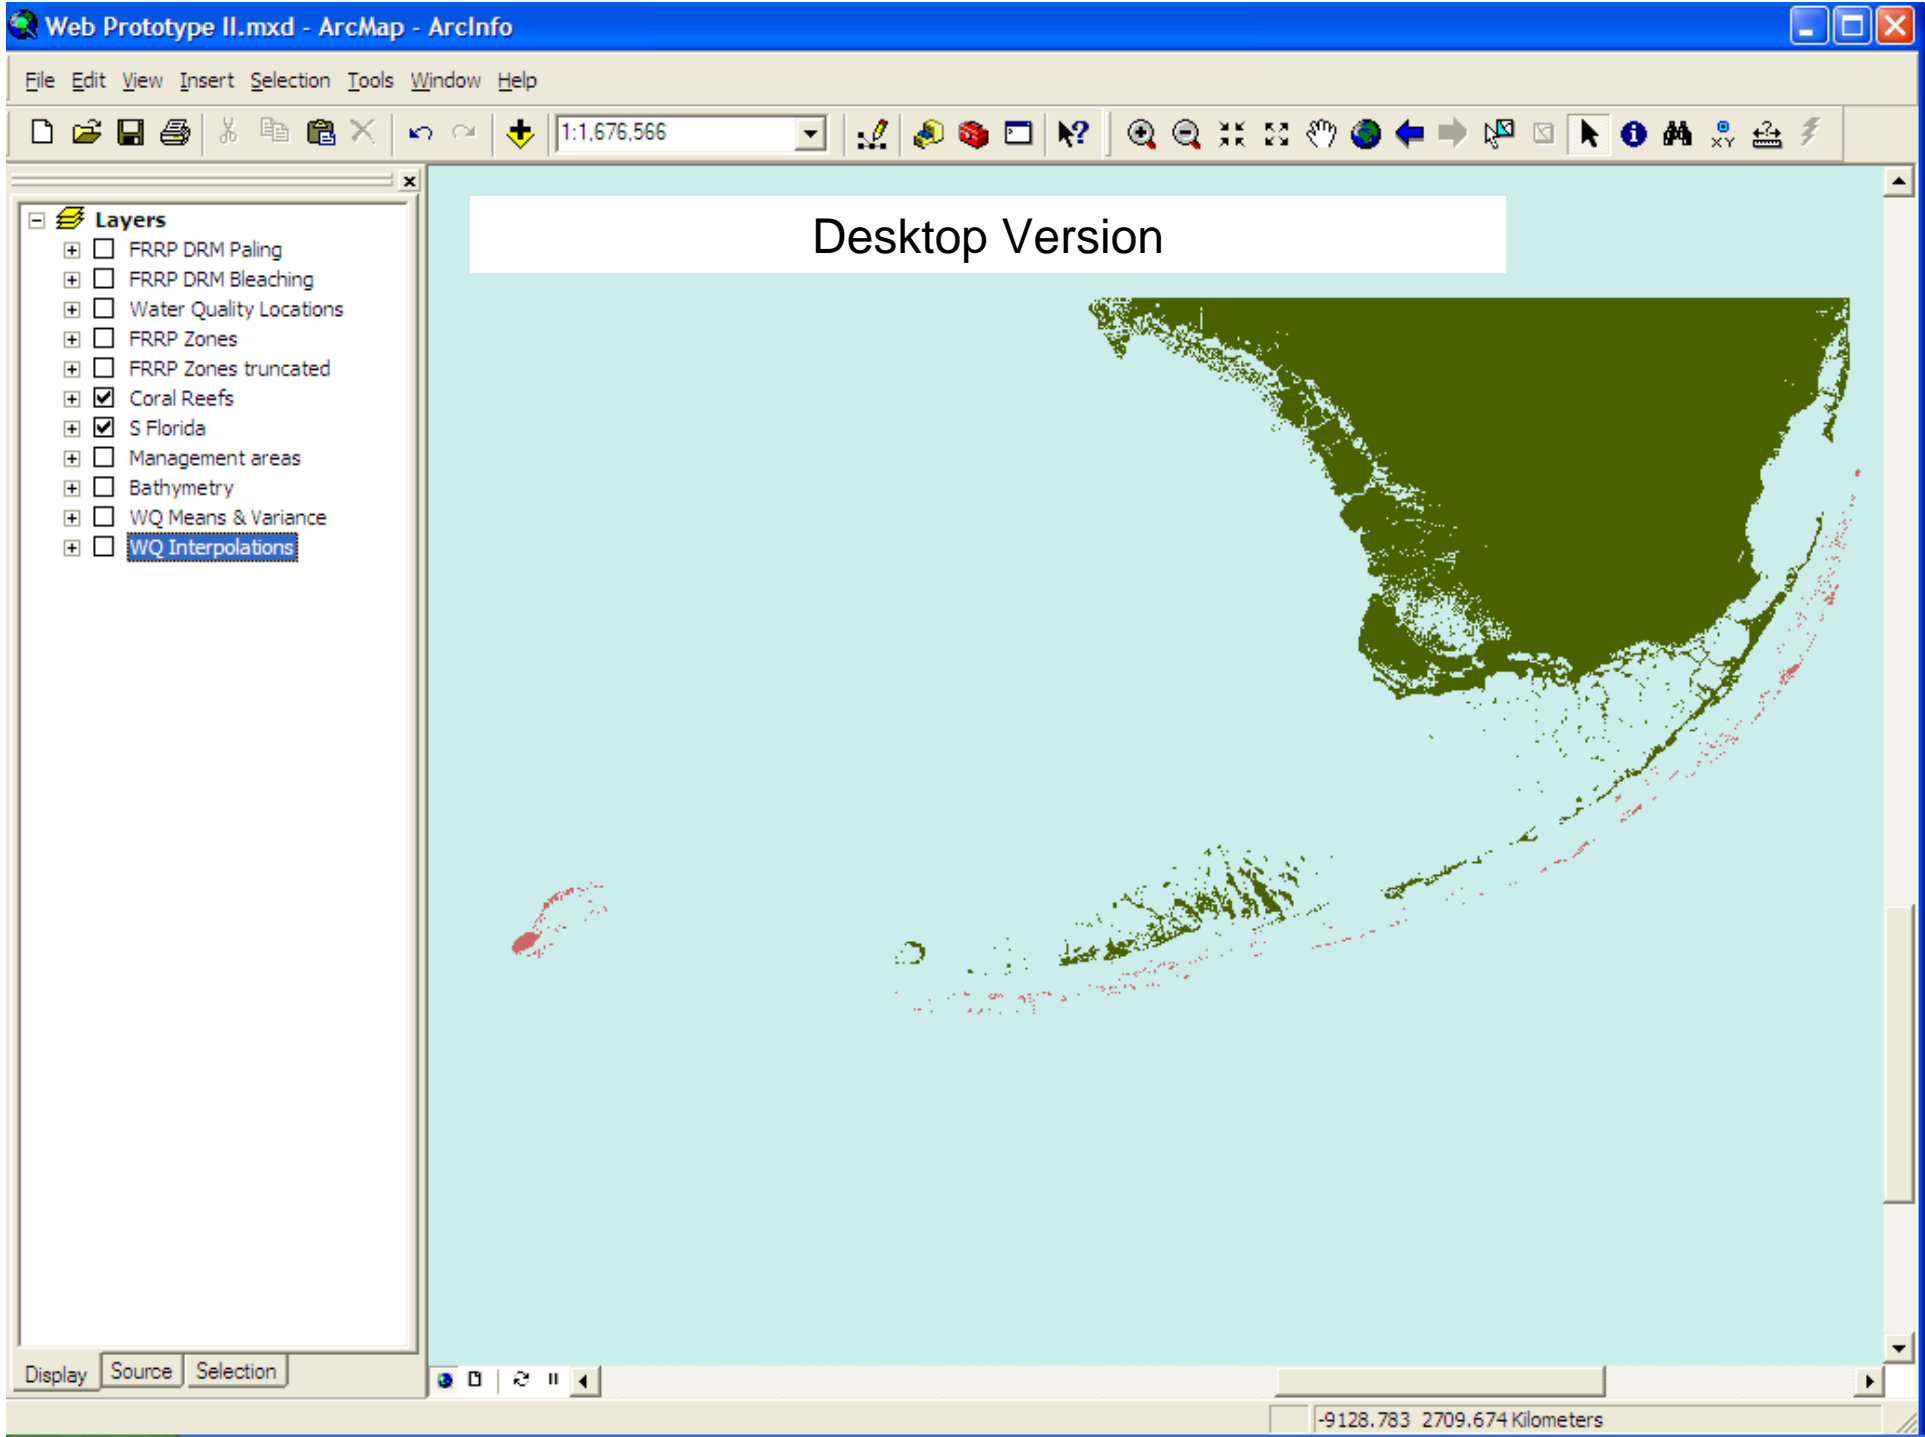 Web Prototype II.mxd - ArcMap - ArcInfo
File Edit View Insert Selection Tools Window Help
1:1,676,566
Layers
FRRP DRM Paling
FRRP DRM Bleaching
Water Quality Locations
FRRP Zones
FRRP Zones truncated
Coral Reefs
S Florida
Management areas
Bathymetry
WQ Means & Variance
WQ Interpolations
Desktop Version
Display Source Selection
-9128.783 2709.674 Kilometers